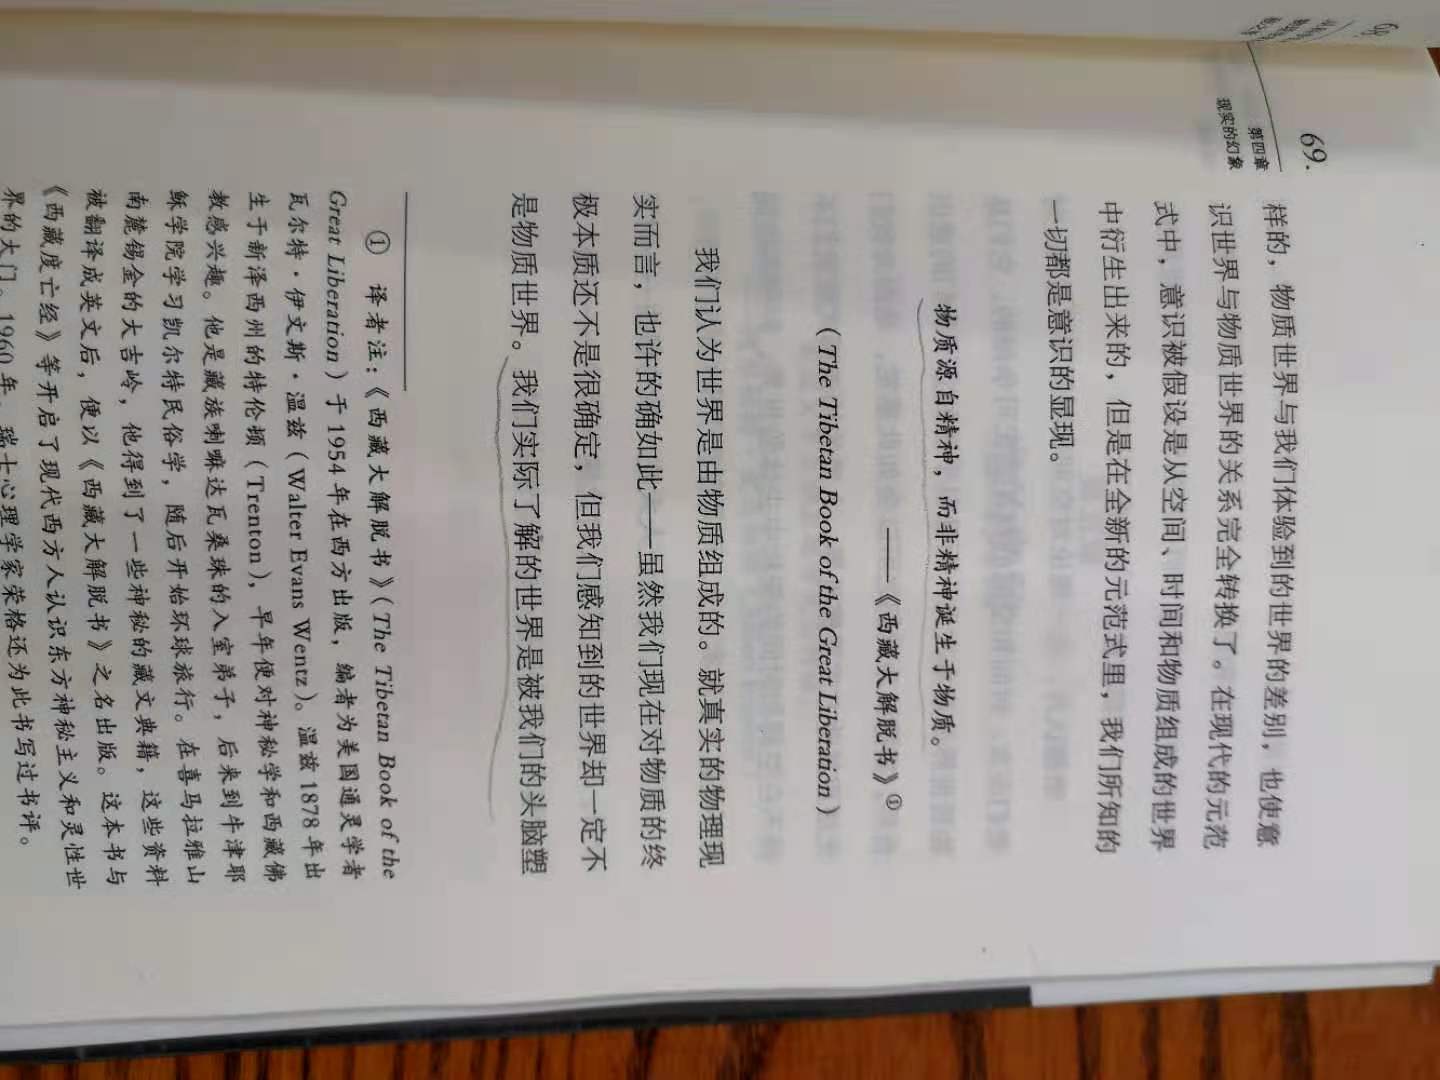 69.
第四章
现实的幻象
样的，物质世界与我们体验到的世界的差别，也使意
识世界与物质世界的关系完全转换了。在现代的元范
式中，意识被假设是从空间、时间和物质组成的世界
中衍生出来的，但是在全新的元范式里，我们所知的
一切都是意识的显现。
物质源自精神，而非精神诞生于物质。
——《西藏大解脱书》①
（The Tibetan Book of the Great Liberation）
我们认为世界是由物质组成的。就真实的物理现
实而言，也许的确如此——虽然我们现在对物质的终
极本质还不是很确定，但我们感知到的世界却一定不
是物质世界。我们实际了解的世界是被我们的头脑塑
① 译者注：《西藏大解脱书》（The Tibetan Book of the
Great Liberation）于1954年在西方出版，编者为美国通灵学者
瓦尔特·伊文斯·温兹（Walter Evans Wentz）。温兹1878年出
生于新泽西州的特伦顿（Trenton），早年便对神秘学和西藏佛
教感兴趣。他是藏族喇嘛达瓦桑珠的入室弟子，后来到牛津耶
稣学院学习凯尔特民俗学，随后开始环球旅行。在喜马拉雅山
南麓锡金的大吉岭，他得到了一些神秘的藏文典籍，这些资料
被翻译成英文后，便以《西藏大解脱书》之名出版。这本书与
《西藏度亡经》等开启了现代西方人认识东方神秘主义和灵性世
界的大门。1960年，瑞士心理学家荣格还为此书写过书评。